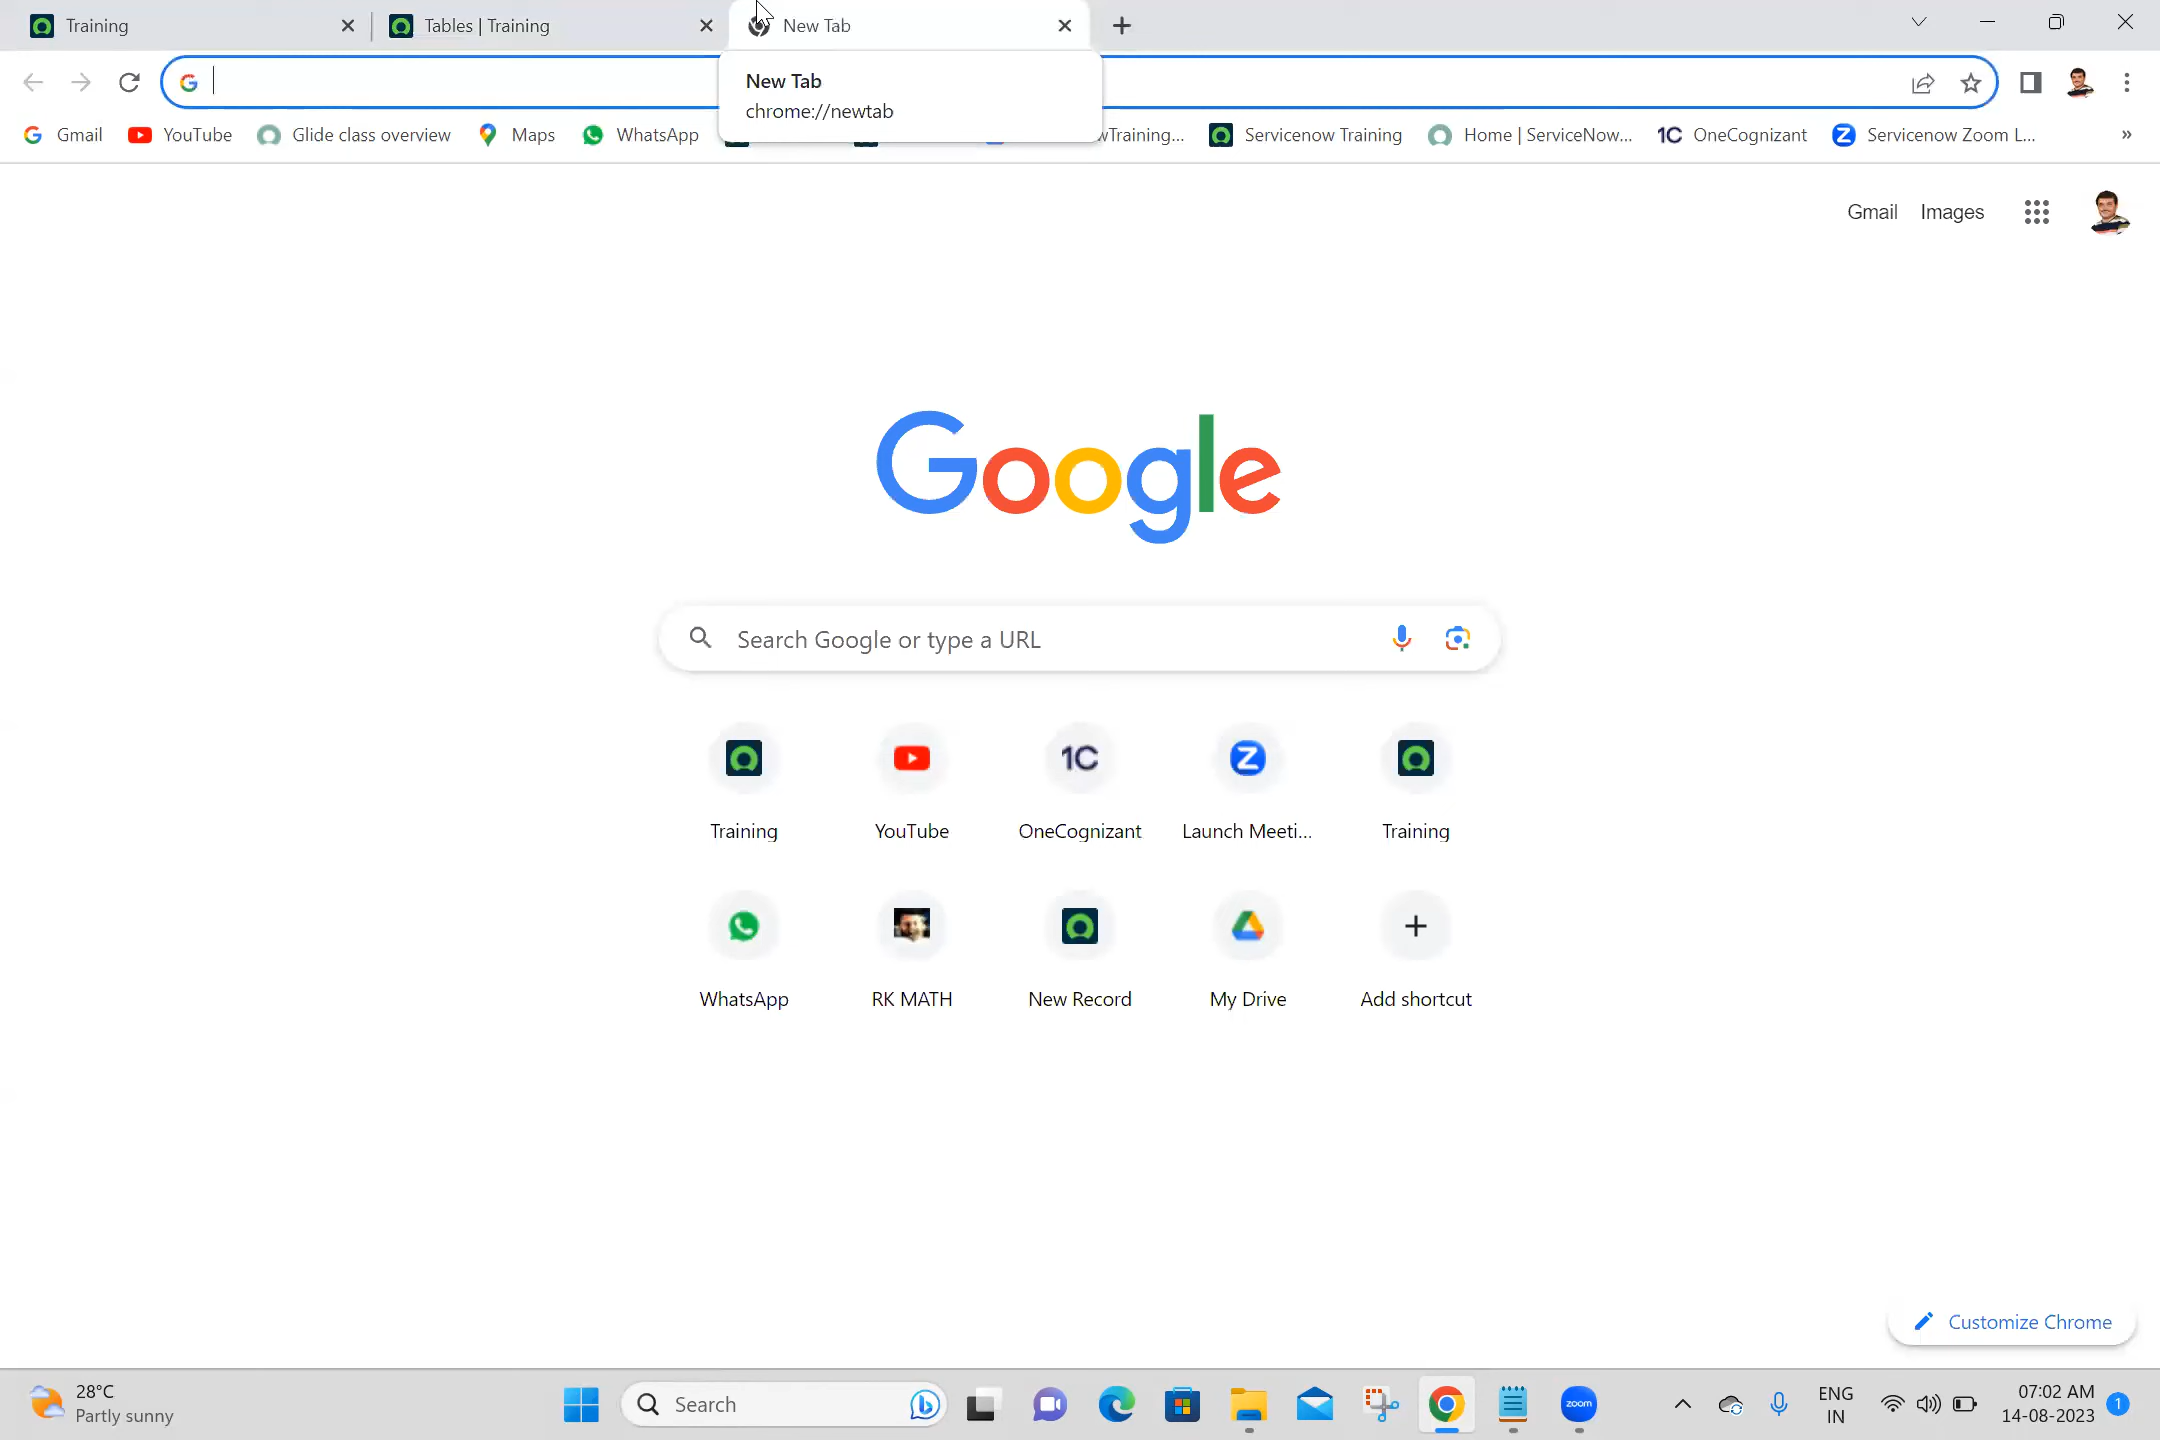 Training
Tables | Training
New Tab
New Tab
chrome://newtab
Gmail
YouTube
Glide class overview
Maps
WhatsApp
wTraining...
Servicenow Training
Home | ServiceNow...
1C OneCognizant
Servicenow Zoom L...
»
Gmail
Images
Google
Search Google or type a URL
1C
Training
YouTube
OneCognizant
Launch Meeti...
Training
WhatsApp
RK MATH
New Record
My Drive
Add shortcut
Customize Chrome
28°C
Partly sunny
Search
zoom
ENG
IN
07:02 AM
14-08-2023
1